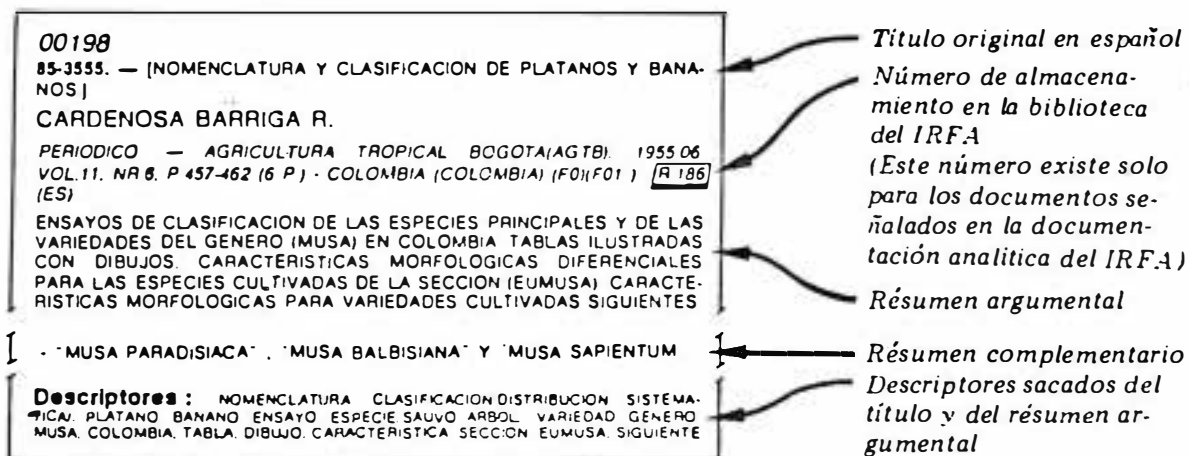 00198
85-3555. — [NOMENCLATURA Y CLASIFICACION DE PLATANOS Y BANA-
NOS]
CARDENOSA BARRIGA R.
PERIODICO — AGRICULTURA TROPICAL BOGOTA(AGTB). 1955 06
VOL.11, NR 6, P 457-462 (6 P) - COLOMBIA (COLOMBIA) (F0)(F01) R 186
(ES)
ENSAYOS DE CLASIFICACION DE LAS ESPECIES PRINCIPALES Y DE LAS
VARIEDADES DEL GENERO (MUSA) EN COLOMBIA TABLAS ILUSTRADAS
CON DIBUJOS. CARACTERISTICAS MORFOLOGICAS DIFERENCIALES
PARA LAS ESPECIES CULTIVADAS DE LA SECCION (EUMUSA) CARACTE-
RISTICAS MORFOLOGICAS PARA VARIEDADES CULTIVADAS SIGUIENTES
- "MUSA PARADISIACA", "MUSA BALBISIANA" Y "MUSA SAPIENTUM
Descriptores : NOMENCLATURA CLASIFICACION DISTRIBUCION SISTEMA-
TICA/. PLATANO BANANO ENSAYO ESPECIE SAUVO ARBOL VARIEDAD GENERO
MUSA, COLOMBIA, TABLA, DIBUJO, CARACTERISTICA SECCION EUMUSA, SIGUIENTE
Título original en español
Número de almacena-
miento en la biblioteca
del IRFA
(Este número existe solo
para los documentos se-
ñalados en la documen-
tación analitica del IRFA)
Résumen argumental
Résumen complementario
Descriptores sacados del
título y del résumen ar-
gumental